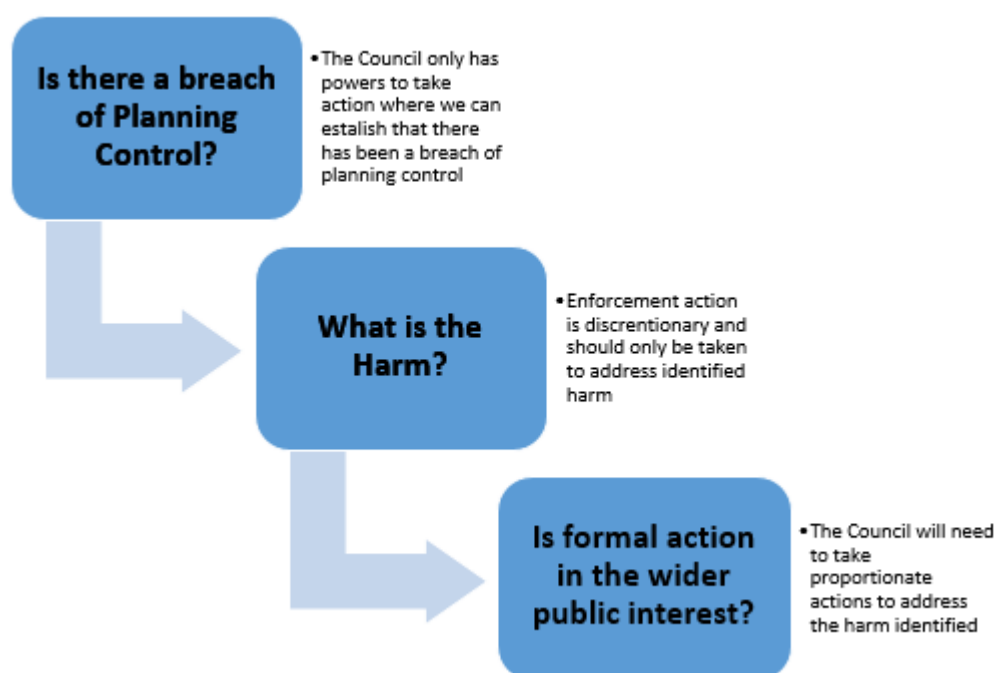 Is there a breach
of Planning
Control?
•The Council only has
powers to take
action where we can
estalish that there
has been a breach of
planning control
What is the
Harm?
•Enforcement action
is discrentionary and
should only be taken
to address identified
harm
Is formal action
in the wider
public interest?
•The Council will need
to take
proportionate
actions to address
the harm identified